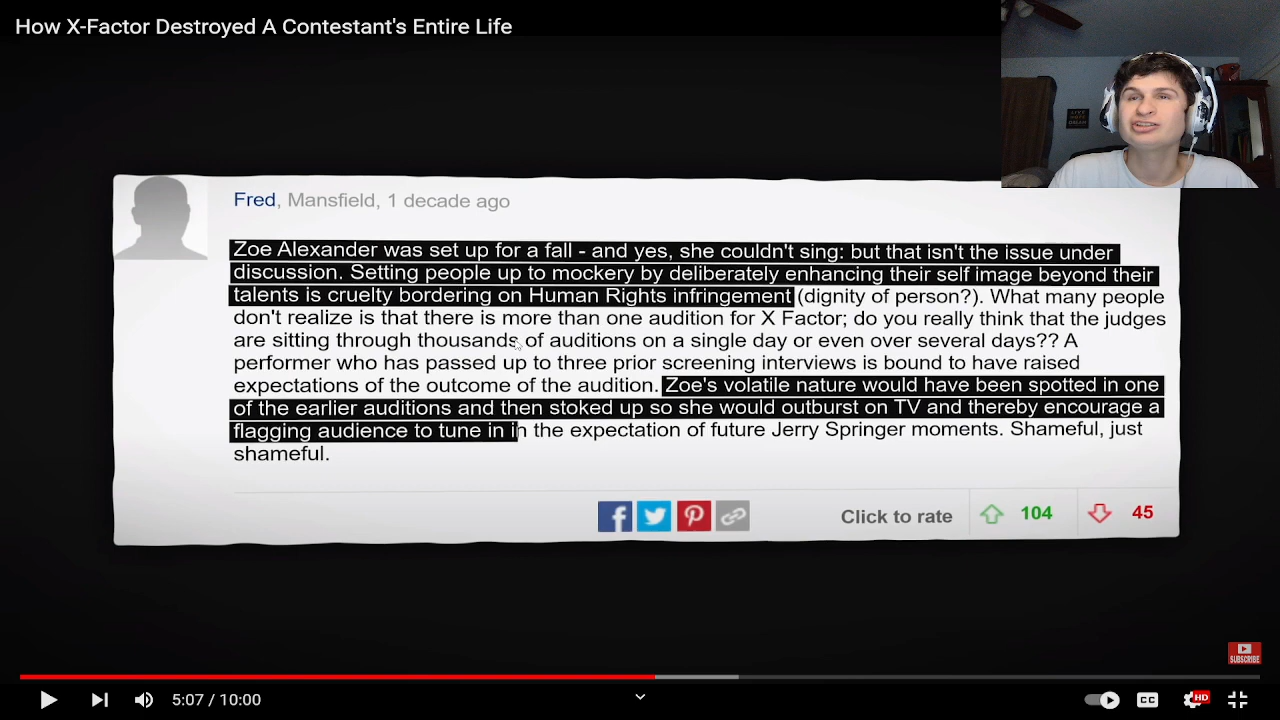 How X-Factor Destroyed A Contestant's Entire Life
Fred, Mansfield, 1 decade ago
Zoe Alexander was set up for a fall - and yes, she couldn't sing: but that isn't the issue under
discussion. Setting people up to mockery by deliberately enhancing their self image beyond their
talents is cruelty bordering on Human Rights infringement (dignity of person?). What many people
don't realize is that there is more than one audition for X Factor; do you really think that the judges
are sitting through thousands of auditions on a single day or even over several days?? A
performer who has passed up to three prior screening interviews is bound to have raised
expectations of the outcome of the audition. Zoe's volatile nature would have been spotted in one
of the earlier auditions and then stoked up so she would outburst on TV and thereby encourage a
flagging audience to tune in in the expectation of future Jerry Springer moments. Shameful, just
shameful.
Click to rate 104 45
SUBSCRIBE
5:07 / 10:00
CC
HD